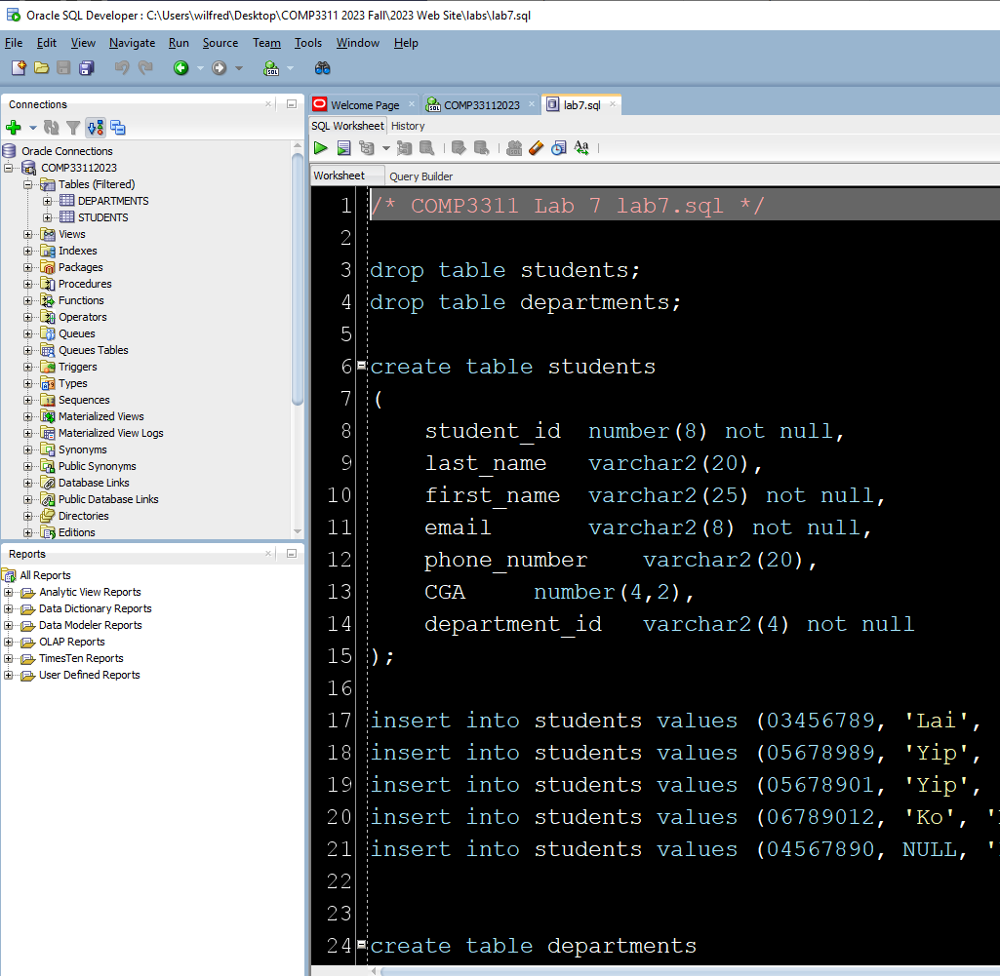 Oracle SQL Developer : C:\Users\wilfred\Desktop\COMP3311 2023 Fall\2023 Web Site\labs\lab7.sql
File Edit View Navigate Run Source Team Tools Window Help
Connections
Oracle Connections
COMP33112023
Tables (Filtered)
DEPARTMENTS
STUDENTS
Views
Indexes
Packages
Procedures
Functions
Operators
Queues
Queues Tables
Triggers
Types
Sequences
Materialized Views
Materialized View Logs
Synonyms
Public Synonyms
Database Links
Public Database Links
Directories
Editions
Reports
All Reports
Analytic View Reports
Data Dictionary Reports
Data Modeler Reports
OLAP Reports
TimesTen Reports
User Defined Reports
Welcome Page COMP33112023 lab7.sql
SQL Worksheet History
Worksheet Query Builder
1 /* COMP3311 Lab 7 lab7.sql */
2
3 drop table students;
4 drop table departments;
5
6 create table students
7 (
8 student_id number(8) not null,
9 last_name varchar2(20),
10 first_name varchar2(25) not null,
11 email varchar2(8) not null,
12 phone_number varchar2(20),
13 CGA number(4,2),
14 department_id varchar2(4) not null
15 );
16
17 insert into students values (03456789, 'Lai',
18 insert into students values (05678989, 'Yip',
19 insert into students values (05678901, 'Yip',
20 insert into students values (06789012, 'Ko', '
21 insert into students values (04567890, NULL, '
22
23
24 create table departments